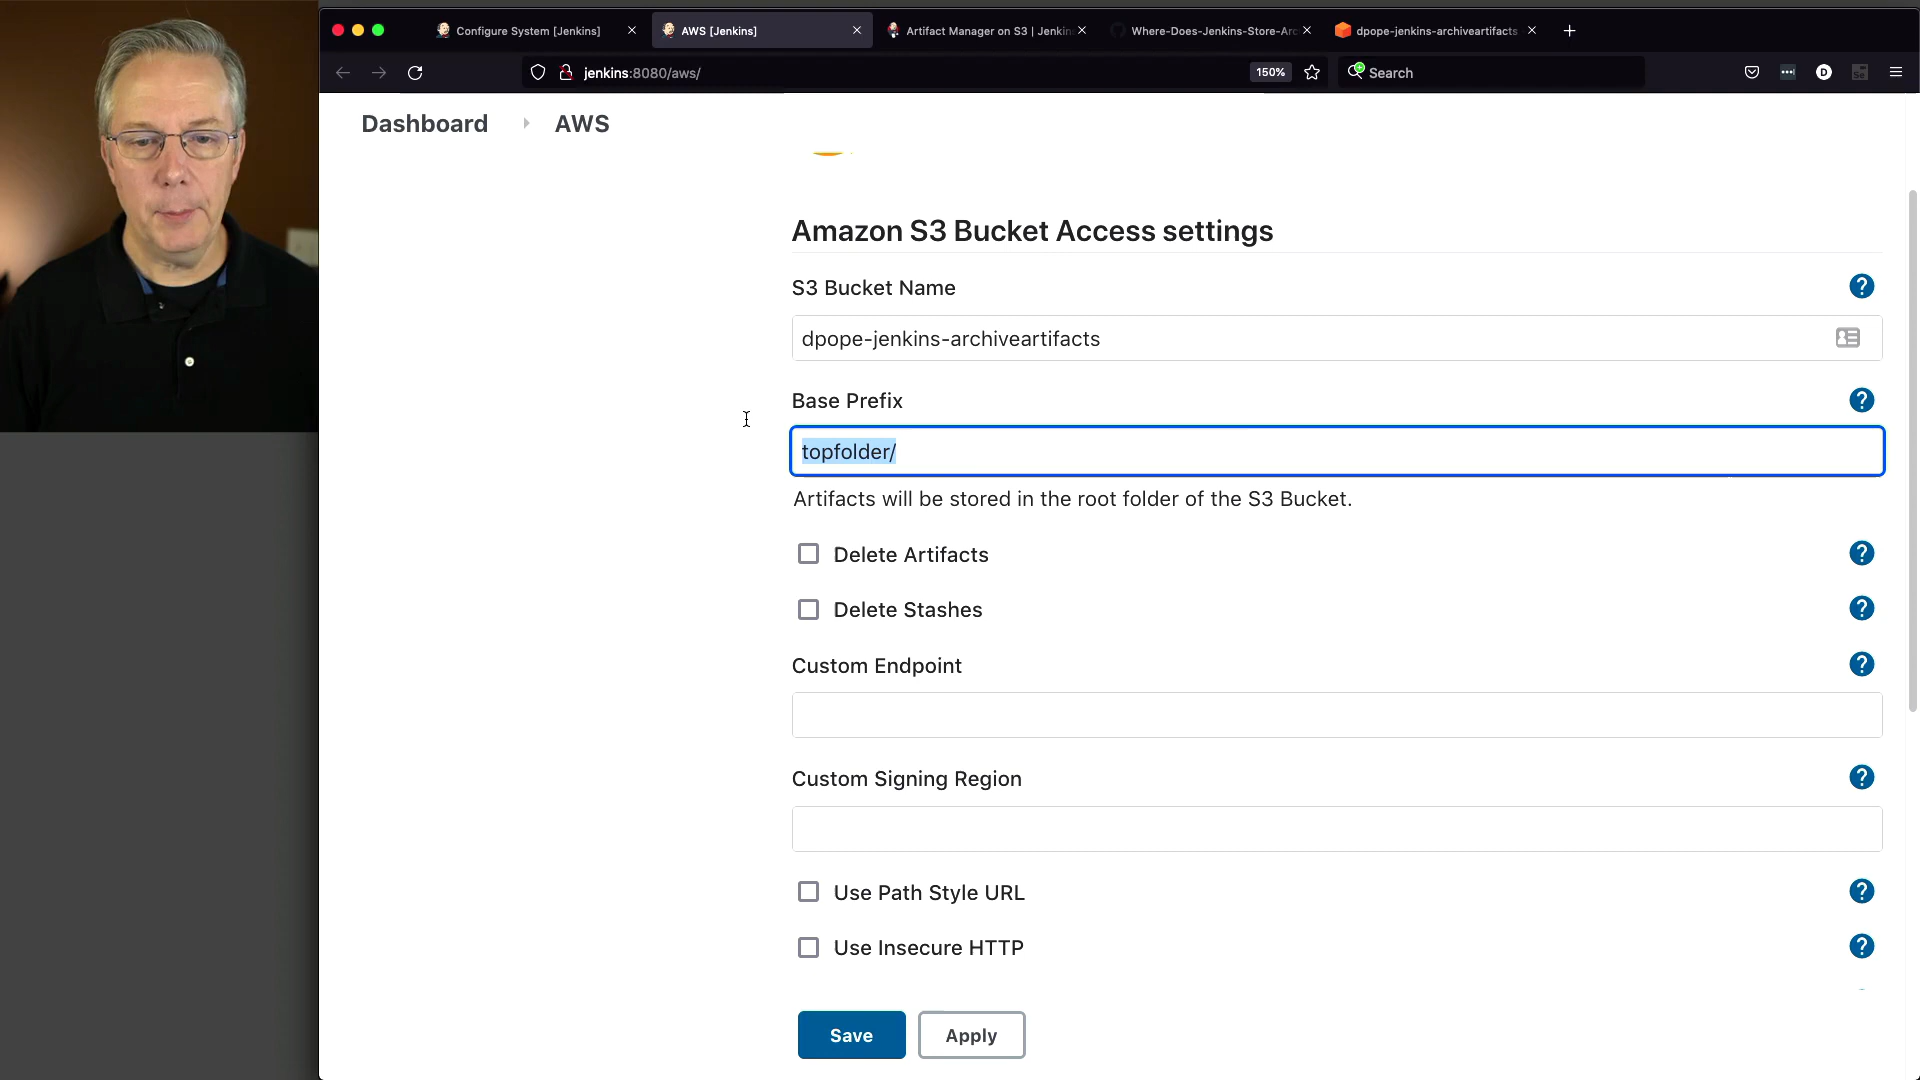 Configure System [Jenkins]
AWS [Jenkins]
Artifact Manager on S3 | Jenkin
Where-Does-Jenkins-Store-Arc
dpope-jenkins-archiveartifacts
jenkins:8080/aws/
150%
Search
Dashboard
AWS
Amazon S3 Bucket Access settings
S3 Bucket Name
dpope-jenkins-archiveartifacts
Base Prefix
topfolder/
Artifacts will be stored in the root folder of the S3 Bucket.
Delete Artifacts
Delete Stashes
Custom Endpoint
Custom Signing Region
Use Path Style URL
Use Insecure HTTP
Save
Apply